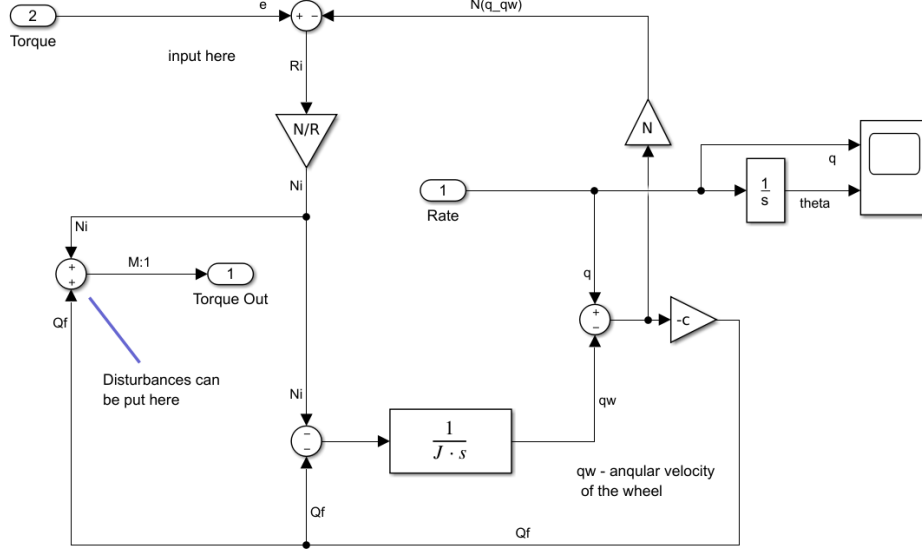 2
Torque
e
+ −
N(q_qw)
input here
Ri
N/R
N
Ni
1
Rate
q
1
s
theta
Ni
+
+
M:1
1
Torque Out
Qf
q
+
−
-c
Disturbances can
be put here
Ni
qw
−
−
1
J · s
qw - anqular velocity
of the wheel
Qf
Qf